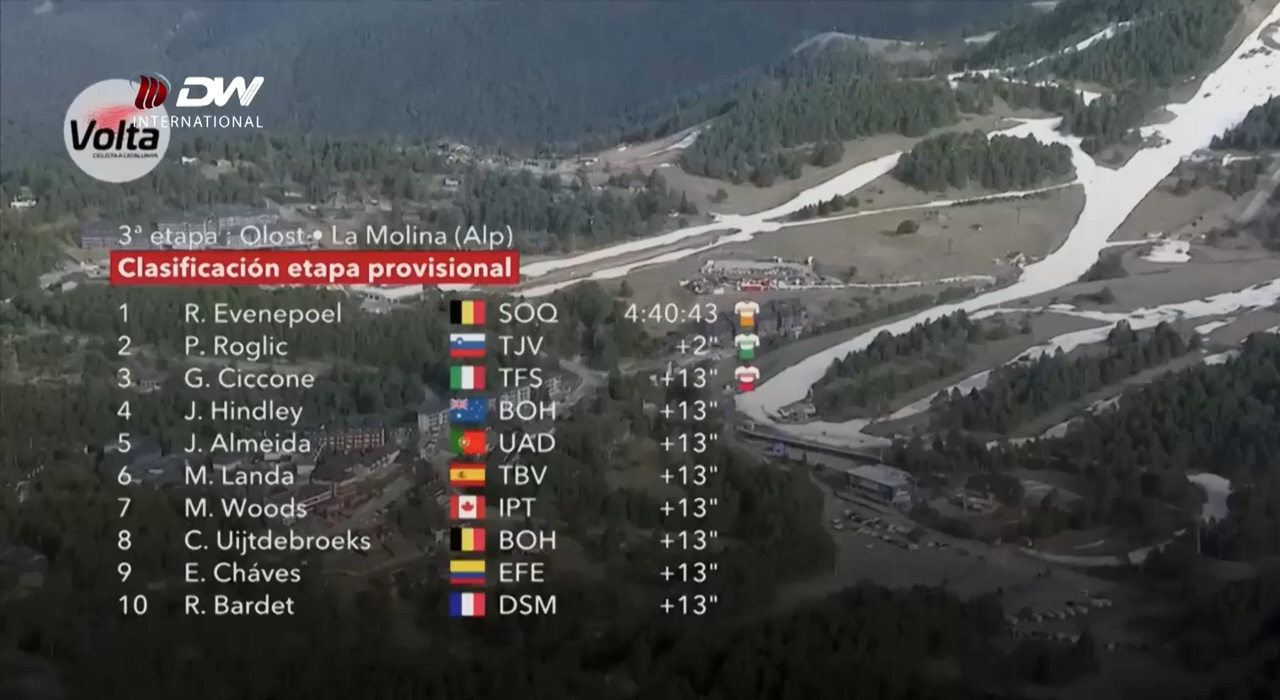 DW
INTERNATIONAL
Volta
CICLISTA A CATALUNYA
3ª etapa Olost • La Molina (Alp)
Clasificación etapa provisional
1 R. Evenepoel SOQ 4:40:43
2 P. Roglic TJV +2"
3 G. Ciccone TFS +13"
4 J. Hindley BOH +13"
5 J. Almeida UAD +13"
6 M. Landa TBV +13"
7 M. Woods IPT +13"
8 C. Uijtdebroeks BOH +13"
9 E. Cháves EFE +13"
10 R. Bardet DSM +13"